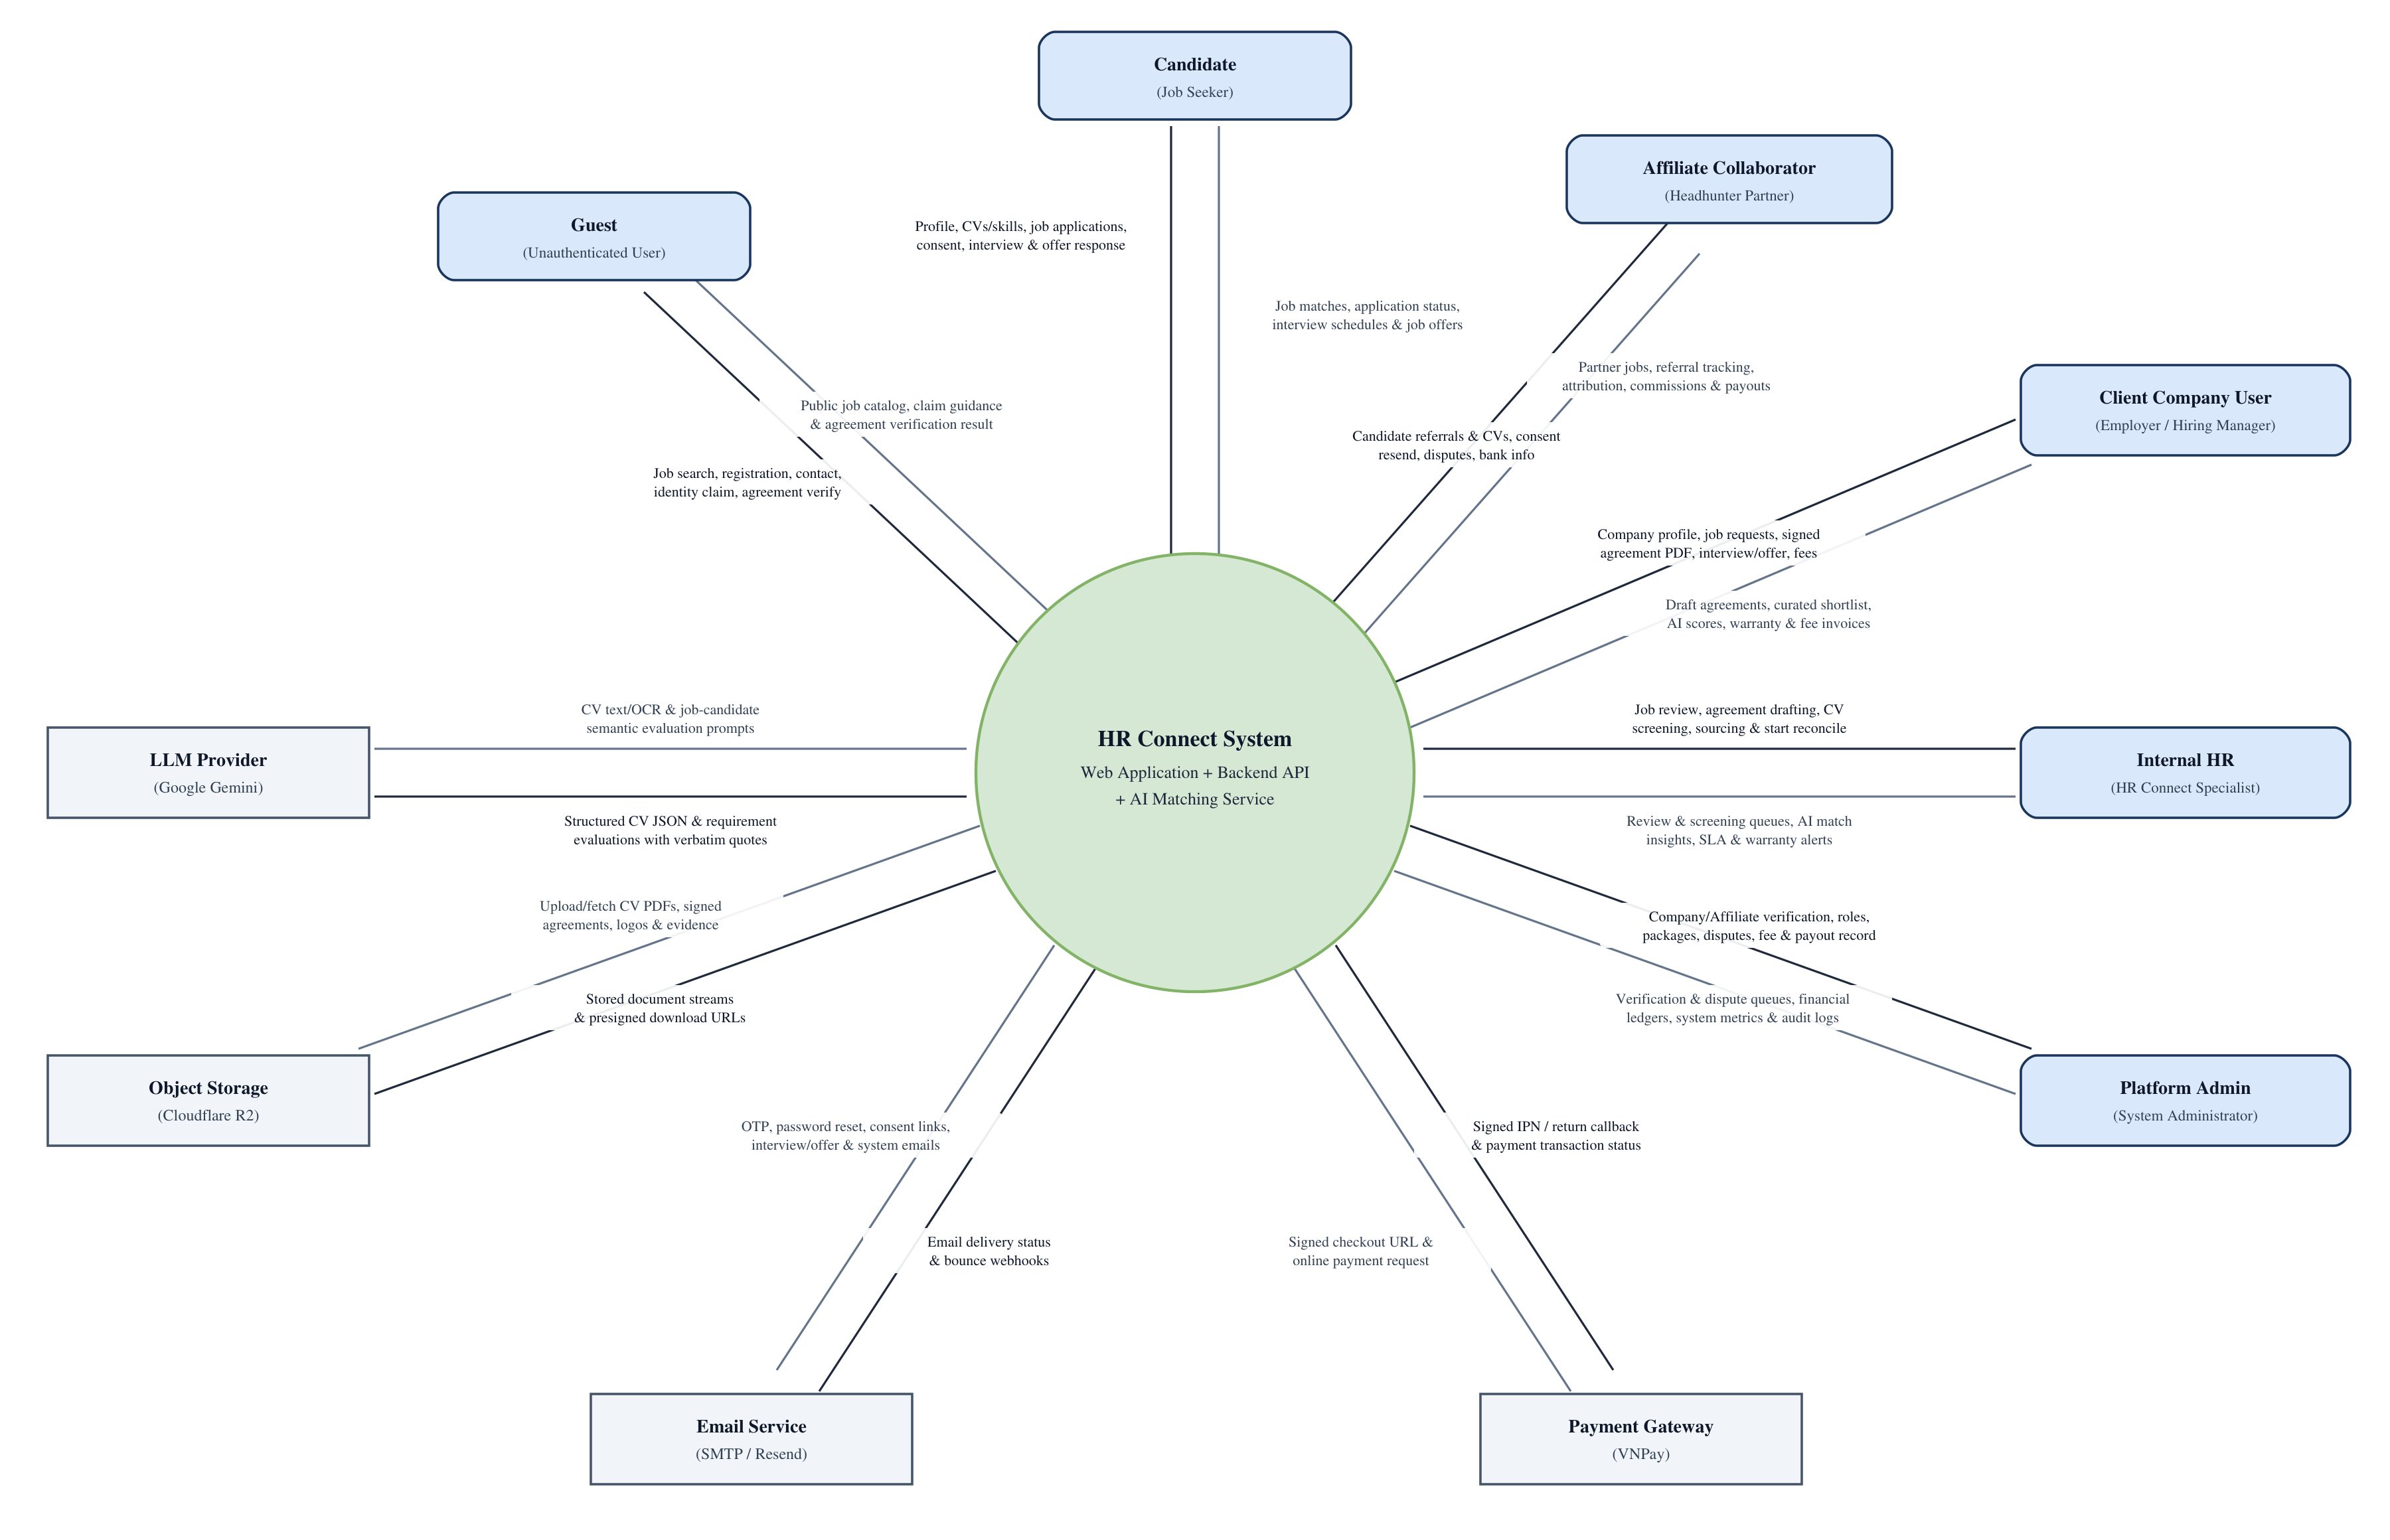 Candidate
(Job Seeker)
Affiliate Collaborator
(Headhunter Partner)
Guest
(Unauthenticated User)
Profile, CVs/skills, job applications,
consent, interview & offer response
Job matches, application status,
interview schedules & job offers
Partner jobs, referral tracking,
attribution, commissions & payouts
Client Company User
(Employer / Hiring Manager)
Public job catalog, claim guidance
& agreement verification result
Candidate referrals & CVs, consent
resend, disputes, bank info
Job search, registration, contact,
identity claim, agreement verify
Company profile, job requests, signed
agreement PDF, interview/offer, fees
Draft agreements, curated shortlist,
AI scores, warranty & fee invoices
CV text/OCR & job-candidate
semantic evaluation prompts
Job review, agreement drafting, CV
screening, sourcing & start reconcile
LLM Provider
(Google Gemini)
HR Connect System
Web Application + Backend API
+ AI Matching Service
Internal HR
(HR Connect Specialist)
Structured CV JSON & requirement
evaluations with verbatim quotes
Review & screening queues, AI match
insights, SLA & warranty alerts
Upload/fetch CV PDFs, signed
agreements, logos & evidence
Company/Affiliate verification, roles,
packages, disputes, fee & payout record
Stored document streams
& presigned download URLs
Verification & dispute queues, financial
ledgers, system metrics & audit logs
Object Storage
(Cloudflare R2)
Platform Admin
(System Administrator)
OTP, password reset, consent links,
interview/offer & system emails
Signed IPN / return callback
& payment transaction status
Email delivery status
& bounce webhooks
Signed checkout URL &
online payment request
Email Service
(SMTP / Resend)
Payment Gateway
(VNPay)